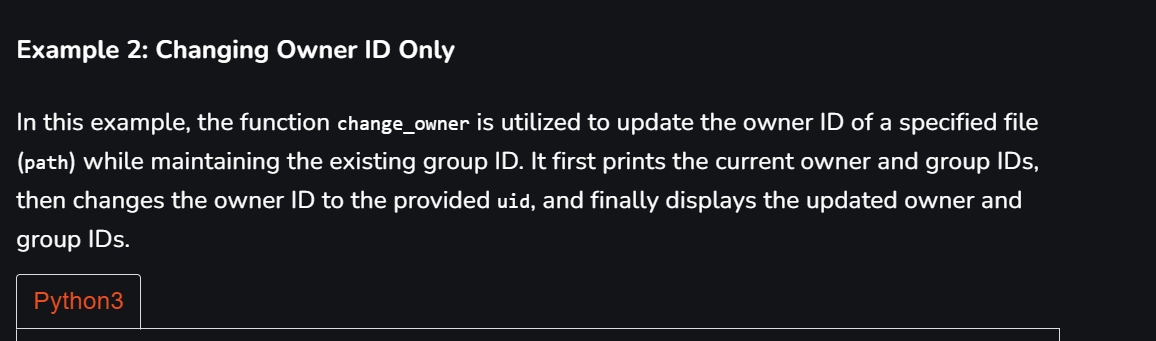 Example 2: Changing Owner ID Only
In this example, the function change_owner is utilized to update the owner ID of a specified file
(path) while maintaining the existing group ID. It first prints the current owner and group IDs,
then changes the owner ID to the provided uid, and finally displays the updated owner and
group IDs.
Python3